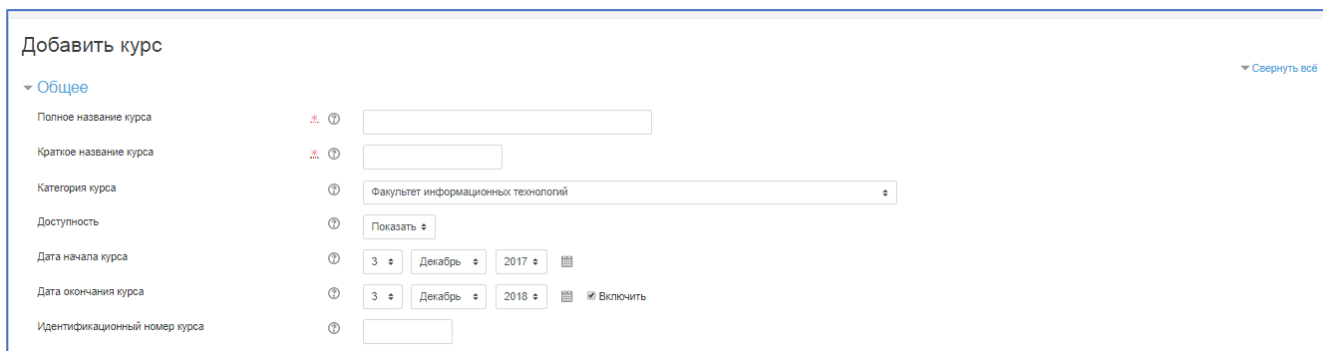 Добавить курс
Свернуть всё
Общее
Полное название курса
Краткое название курса
Категория курса Факультет информационных технологий
Доступность Показать
Дата начала курса 3 Декабрь 2017
Дата окончания курса 3 Декабрь 2018 Включить
Идентификационный номер курса